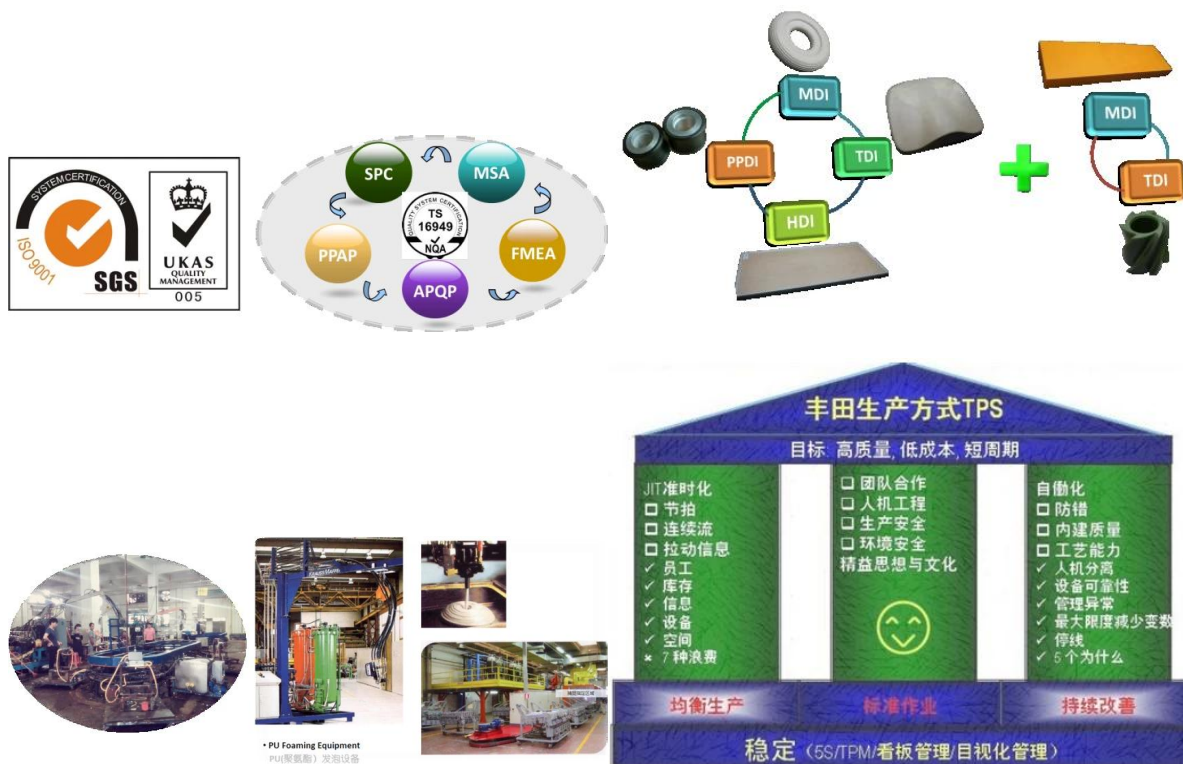 SYSTEM CERTIFICATION
ISO 9001
SGS
UKAS
QUALITY
MANAGEMENT
005
SPC
MSA
QUALITY SYSTEM CERTIFICATION
TS
16949
NQA
PPAP
FMEA
APQP
MDI
PPDI
TDI
HDI
MDI
TDI
丰田生产方式TPS
目标: 高质量, 低成本, 短周期
JIT准时化
☐ 节拍
☐ 连续流
☐ 拉动信息
✓ 员工
✓ 库存
✓ 信息
✓ 设备
✓ 空间
× 7 种浪费
☐ 团队合作
☐ 人机工程
☐ 生产安全
☐ 环境安全
精益思想与文化
自働化
☐ 防错
☐ 内建质量
☐ 工艺能力
✓ 人机分离
设备可靠性
✓ 管理异常
✓ 最大限度减少变数
✓ 停线
✓ 5 个为什么
均衡生产
标准作业
持续改善
稳定（5S/TPM/看板管理/目视化管理）
• PU Foaming Equipment
PU(聚氨酯）发泡设备